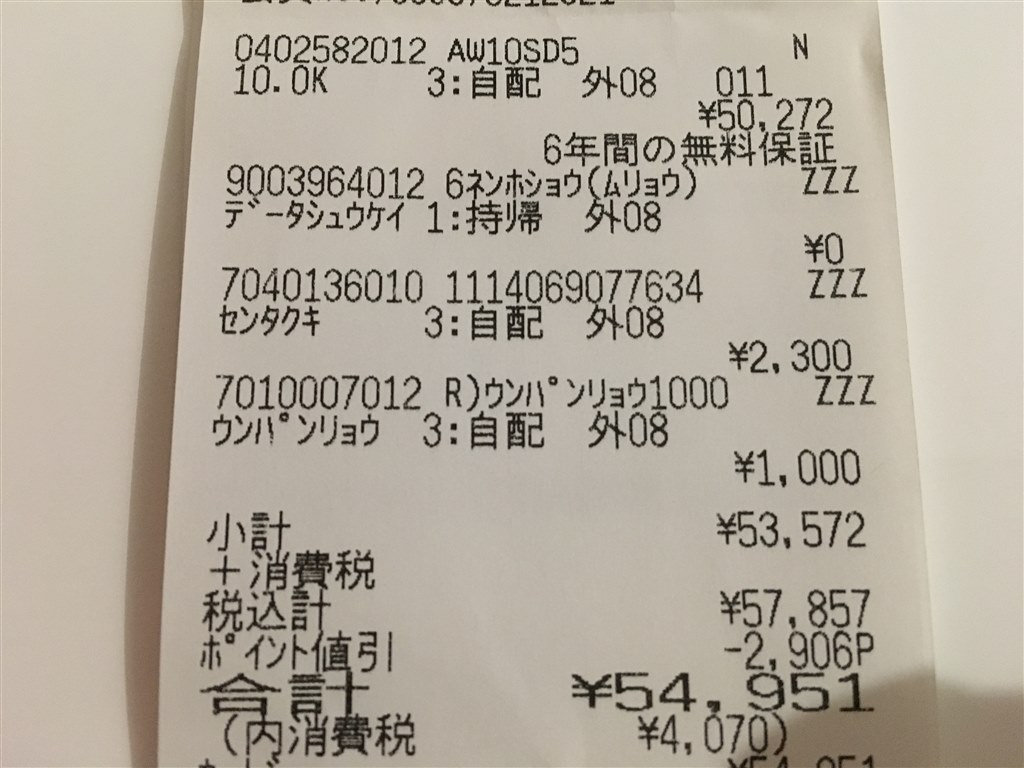 0402582012 AW10SD5 N
10.0K 3:自配 外08 011
¥50,272
6年間の無料保証
9003964012 6ネンホショウ(ムリョウ) ZZZ
データシュウケイ 1:持帰 外08
¥0
7040136010 1114069077634 ZZZ
センタクキ 3:自配 外08
¥2,300
7010007012 R)ウンパンリョウ1000 ZZZ
ウンパンリョウ 3:自配 外08
¥1,000
小計 ¥53,572
+消費税
税込計 ¥57,857
ポイント値引 -2,906P
合計 ¥54,951
(内消費税 ¥4,070)